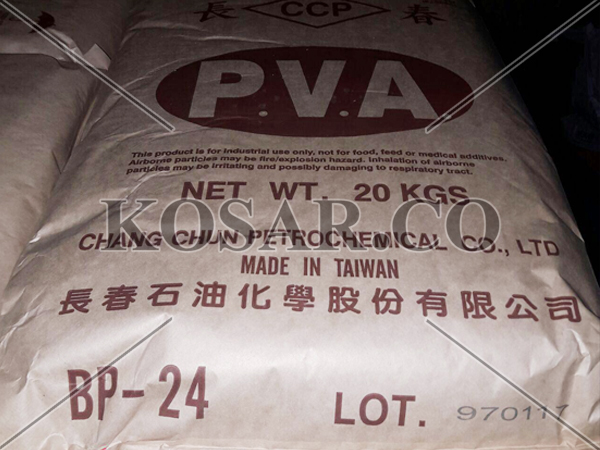 長 CCP 春
P.V.A
This product is for industrial use only, not for food, feed or medical additives.
Airborne particles may be fire/explosion hazard. Inhalation of airborne
particles may be irritating and possibly damaging to respiratory tract.
NET WT. 20 KGS
KOSAR CO
CHANG CHUN PETROCHEMICAL CO., LTD
MADE IN TAIWAN
長春石油化學股份有限公司
BP-24 LOT. 970117